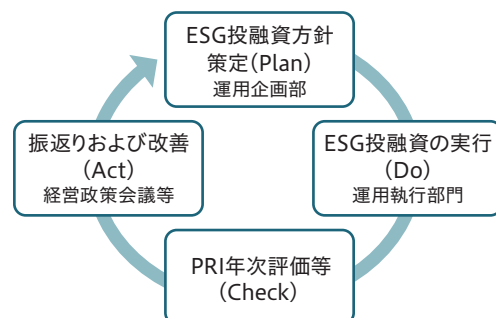 ESG投融資方針
策定(Plan)
運用企画部
ESG投融資の実行
(Do)
運用執行部門
PRI年次評価等
(Check)
振返りおよび改善
(Act)
経営政策会議等